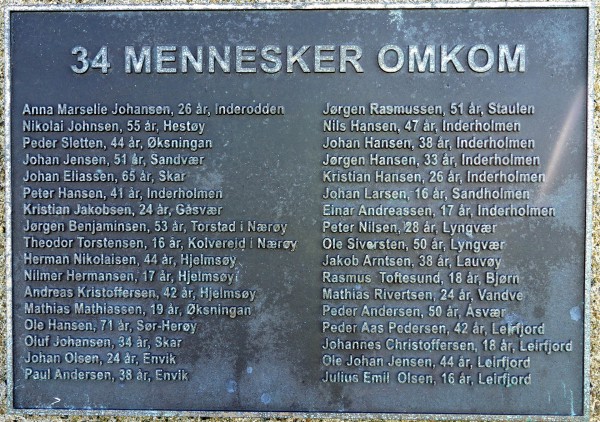 34 MENNESKER OMKOM
Anna Marselie Johansen, 26 år, Inderodden
Nikolai Johnsen, 55 år, Hestøy
Peder Sletten, 44 år, Øksningan
Johan Jensen, 51 år, Sandvær
Johan Eliassen, 65 år, Skar
Peter Hansen, 41 år, Inderholmen
Kristian Jakobsen, 24 år, Gåsvær
Jørgen Benjaminsen, 53 år, Torstad i Nærøy
Theodor Torstensen, 16 år, Kolvereid i Nærøy
Herman Nikolaisen, 44 år, Hjelmsøy
Nilmer Hermansen, 17 år, Hjelmsøy
Andreas Kristoffersen, 42 år, Hjelmsøy
Mathias Mathiassen, 19 år, Øksningan
Ole Hansen, 71 år, Sør-Herøy
Oluf Johansen, 34 år, Skar
Johan Olsen, 24 år, Envik
Paul Andersen, 38 år, Envik
Jørgen Rasmussen, 51 år, Staulen
Nils Hansen, 47 år, Inderholmen
Johan Hansen, 38 år, Inderholmen
Jørgen Hansen, 33 år, Inderholmen
Kristian Hansen, 26 år, Inderholmen
Johan Larsen, 16 år, Sandholmen
Einar Andreassen, 17 år, Inderholmen
Peter Nilsen, 28 år, Lyngvær
Ole Siversten, 50 år, Lyngvær
Jakob Arntsen, 38 år, Lauvøy
Rasmus Toftesund, 18 år, Bjørn
Mathias Rivertsen, 24 år, Vandve
Peder Andersen, 50 år, Åsvær
Peder Aas Pedersen, 42 år, Leirfjord
Johannes Christoffersen, 18 år, Leirfjord
Ole Johan Jensen, 44 år, Leirfjord
Julius Emil Olsen, 16 år, Leirfjord